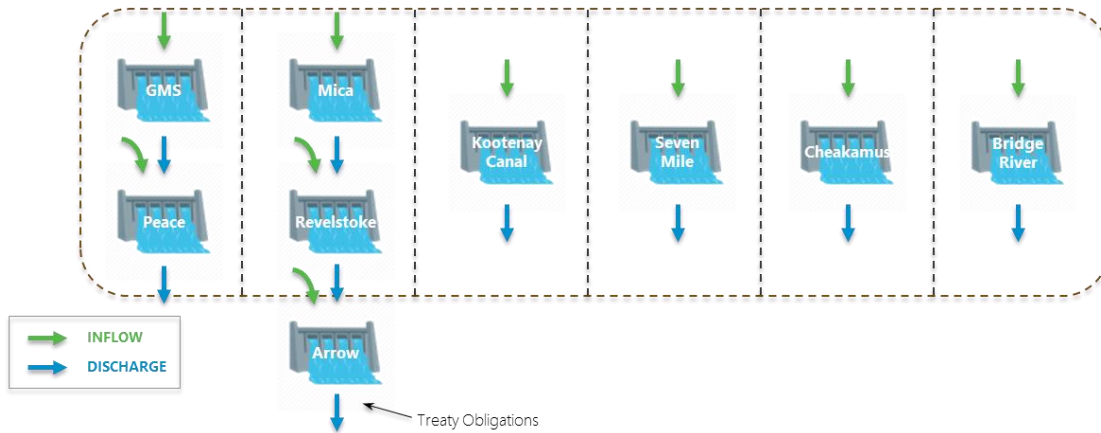 GMS
Mica
Kootenay
Canal
Seven
Mile
Cheakamus
Bridge
River
Peace
Revelstoke
INFLOW
DISCHARGE
Arrow
Treaty Obligations